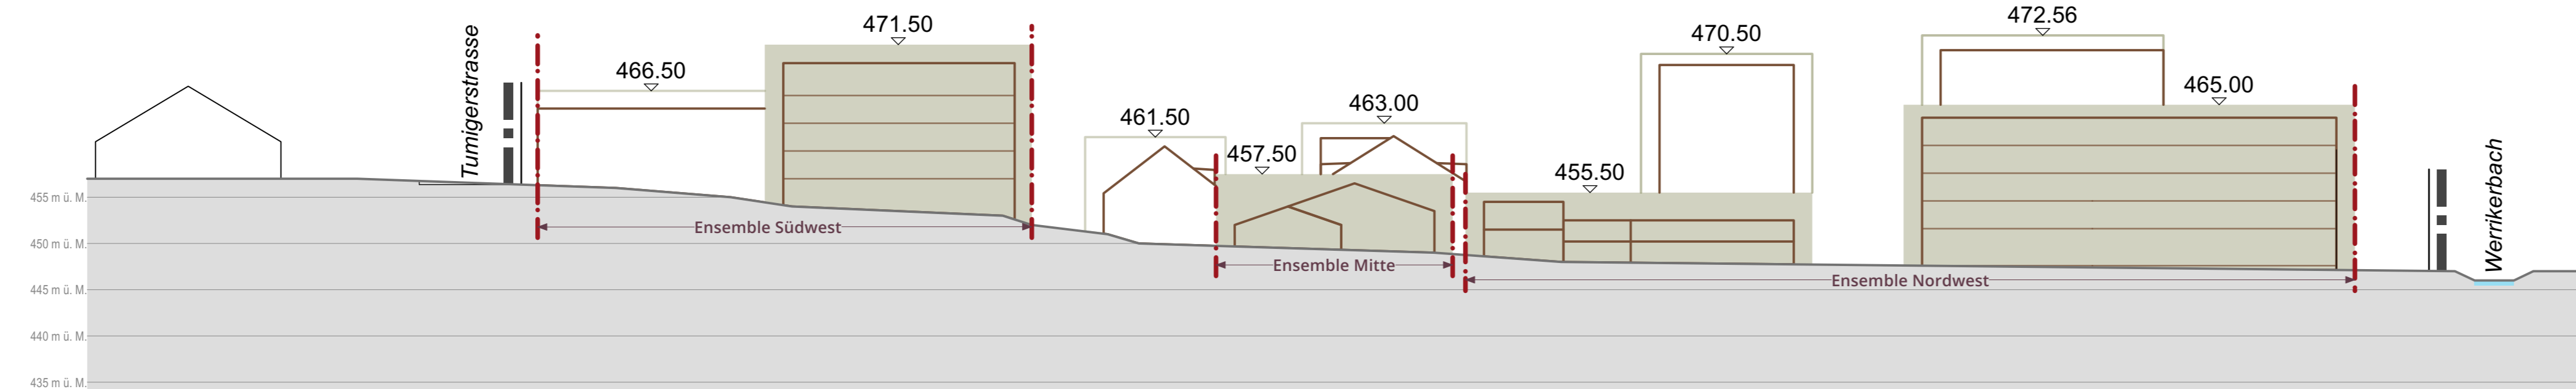 471.50
472.56
Tumigerstrasse
466.50
470.50
465.00
461.50
463.00
457.50
455.50
Werrikerbach
455 m ü. M.
Ensemble Südwest
450 m ü. M.
Ensemble Mitte
Ensemble Nordwest
445 m ü. M.
440 m ü. M.
435 m ü. M.